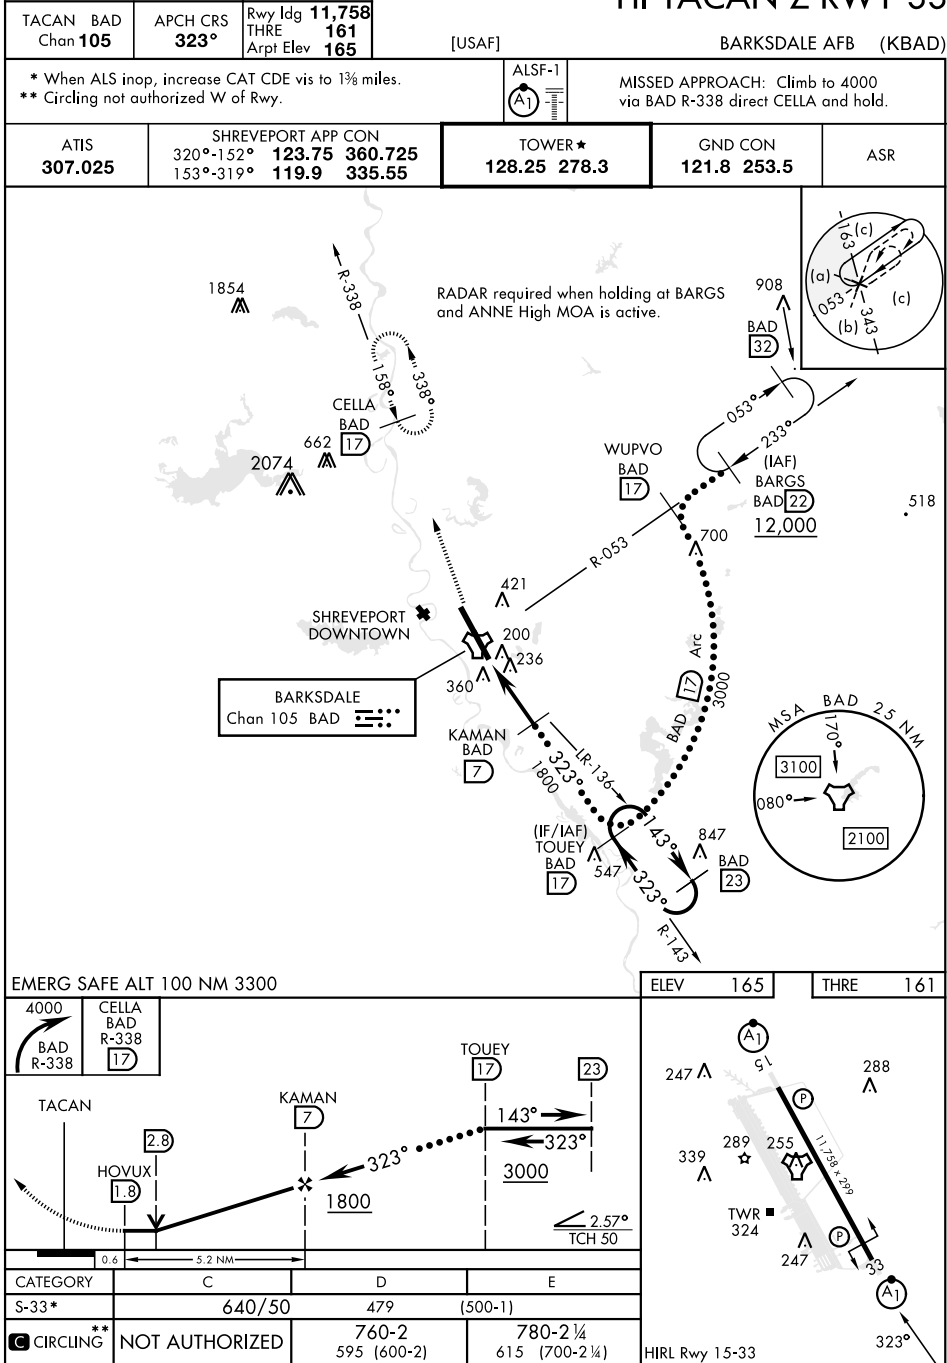 HI-TACAN Z RWY 33
TACAN BAD
Chan 105
APCH CRS
323°
Rwy ldg 11,758
THRE 161
Arpt Elev 165
[USAF]
BARKSDALE AFB (KBAD)
* When ALS inop, increase CAT CDE vis to 1⅜ miles.
** Circling not authorized W of Rwy.
ALSF-1
A1
MISSED APPROACH: Climb to 4000
via BAD R-338 direct CELLA and hold.
ATIS
307.025
SHREVEPORT APP CON
320°-152° 123.75 360.725
153°-319° 119.9 335.55
TOWER★
128.25 278.3
GND CON
121.8 253.5
ASR
163
(c)
(a)
053
(c)
(b)
343
R-338
RADAR required when holding at BARGS
and ANNE High MOA is active.
1854
908
BAD
32
158°
338°
CELLA
BAD
17
053°
233°
662
2074
WUPVO
BAD
17
(IAF)
BARGS
BAD 22
12,000
518
R-053
700
421
SHREVEPORT
DOWNTOWN
200
236
360
BARKSDALE
Chan 105 BAD
BAD 17 Arc
3000
KAMAN
BAD
7
323°
1800
LR-136
MSA BAD 25 NM
170°
3100
080°
2100
(IF/IAF)
TOUEY
BAD
17
547
143°
847
BAD
23
323°
R-143
EMERG SAFE ALT 100 NM 3300
ELEV 165
THRE 161
4000
BAD
R-338
CELLA
BAD
R-338
17
TACAN
HOVUX
1.8
2.8
KAMAN
7
TOUEY
17
23
143°
323°
323°
3000
1800
2.57°
TCH 50
0.6
5.2 NM
A1
15
247
288
P
339
289
255
11,758 x 299
TWR
324
P
247
33
A1
323°
HIRL Rwy 15-33
CATEGORY C D E
S-33* 640/50 479 (500-1)
C CIRCLING ** NOT AUTHORIZED
760-2
595 (600-2)
780-2¼
615 (700-2¼)